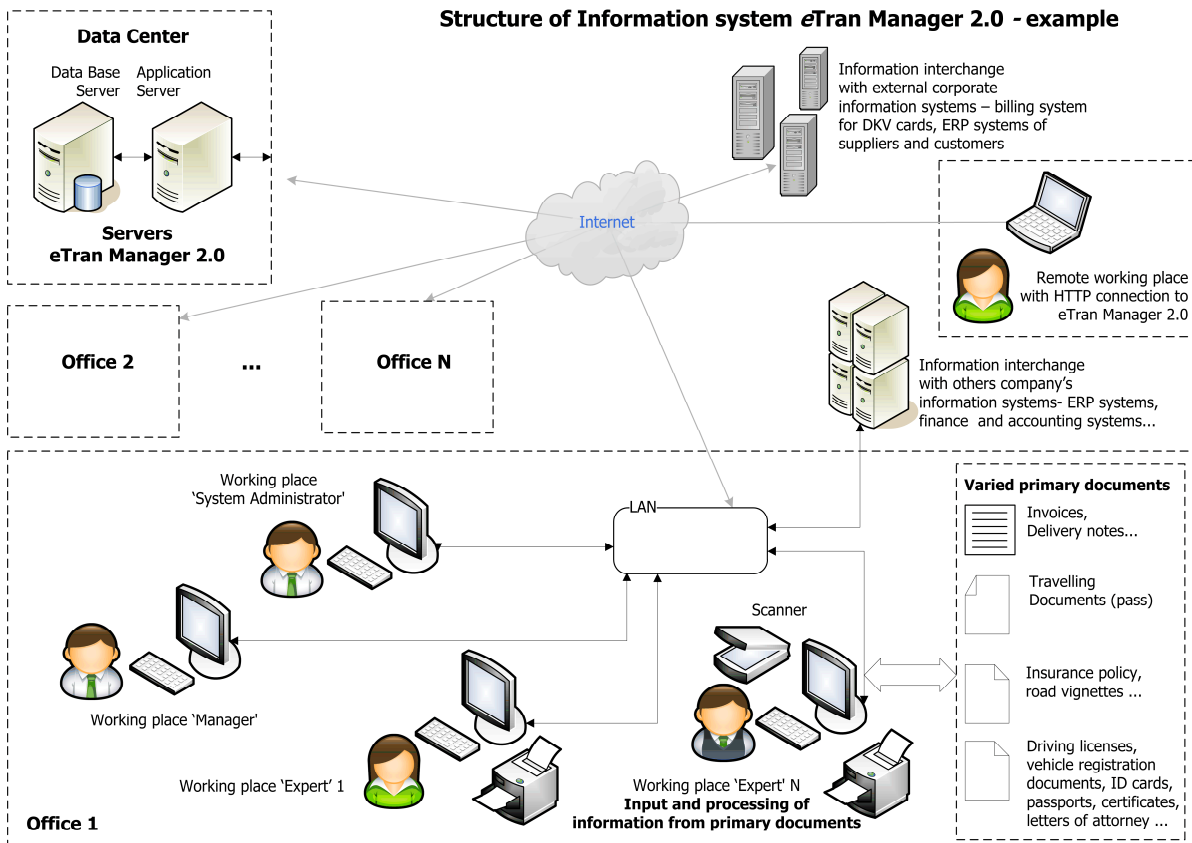 Structure of Information system eTran Manager 2.0 - example
Data Center
Data Base
Server
Application
Server
Servers
eTran Manager 2.0
Information interchange
with external corporate
information systems – billing system
for DKV cards, ERP systems of
suppliers and customers
Internet
Remote working place
with HTTP connection to
eTran Manager 2.0
Office 2
...
Office N
Information interchange
with others company’s
information systems- ERP systems,
finance  and accounting systems...
Working place
‘System Administrator'
LAN
Varied primary documents
Invoices,
Delivery notes...
Travelling
Documents (pass)
Insurance policy,
road vignettes ...
Driving licenses,
vehicle registration
documents, ID cards,
passports, certificates,
letters of attorney ...
Scanner
Working place ‘Manager'
Working place ‘Expert’ 1
Working place ‘Expert' N
Input and processing of
information from primary documents
Office 1